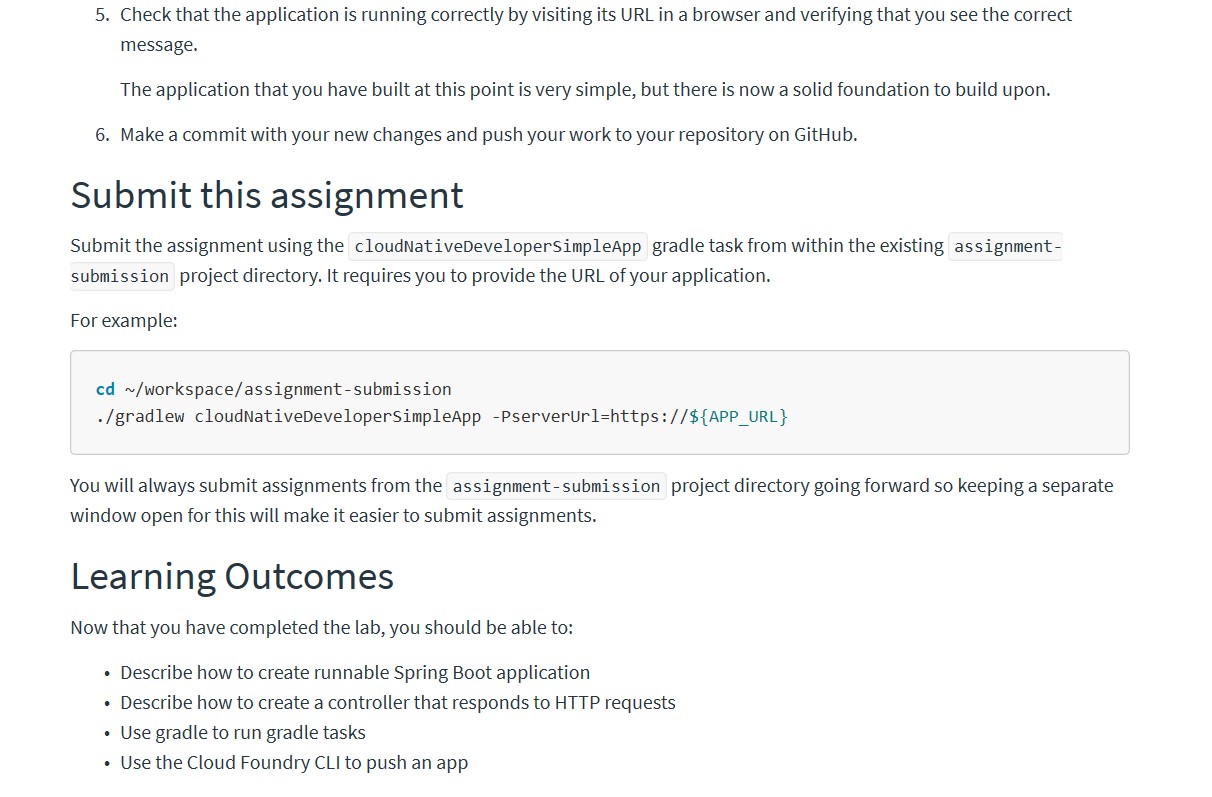 5. Check that the application is running correctly by visiting its URL in a browser and verifying that you see the correct
message.
The application that you have built at this point is very simple, but there is now a solid foundation to build upon.
6. Make a commit with your new changes and push your work to your repository on GitHub.
Submit this assignment
Submit the assignment using the cloudNativeDeveloperSimpleApp gradle task from within the existing assignment-
submission project directory. It requires you to provide the URL of your application.
For example:
cd ~/workspace/assignment-submission
./gradlew cloudNativeDeveloperSimpleApp -PserverUrl=https://${APP_URL}
You will always submit assignments from the assignment-submission project directory going forward so keeping a separate
window open for this will make it easier to submit assignments.
Learning Outcomes
Now that you have completed the lab, you should be able to:
• Describe how to create runnable Spring Boot application
• Describe how to create a controller that responds to HTTP requests
• Use gradle to run gradle tasks
• Use the Cloud Foundry CLI to push an app